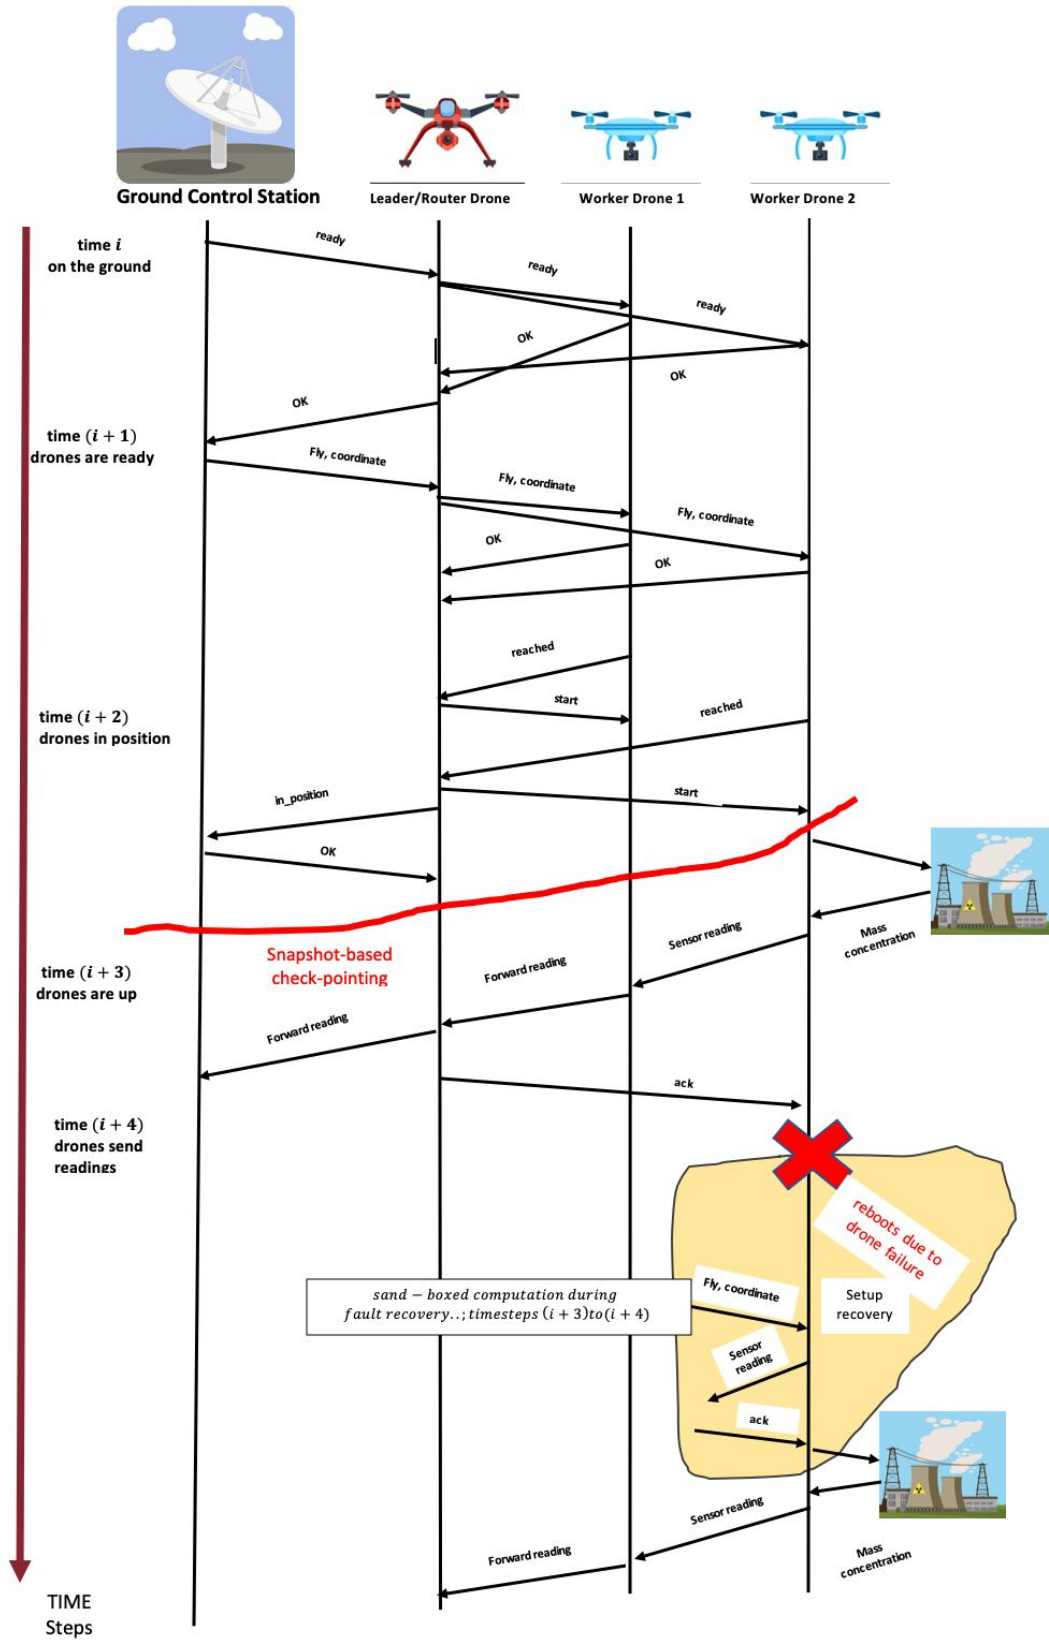 Ground Control Station
Leader/Router Drone
Worker Drone 1
Worker Drone 2
time i
on the ground
ready
ready
ready
OK
OK
OK
time (i + 1)
drones are ready
Fly, coordinate
Fly, coordinate
Fly, coordinate
OK
OK
reached
start
reached
time (i + 2)
drones in position
in_position
start
OK
Mass
concentration
Sensor reading
Snapshot-based
check-pointing
Forward reading
time (i + 3)
drones are up
Forward reading
ack
time (i + 4)
drones send
readings
reboots due to
drone failure
sand – boxed computation during
fault recovery..; timesteps (i + 3)to(i + 4)
Fly, coordinate
Setup
recovery
Sensor
reading
ack
Sensor reading
Forward reading
Mass
concentration
TIME
Steps